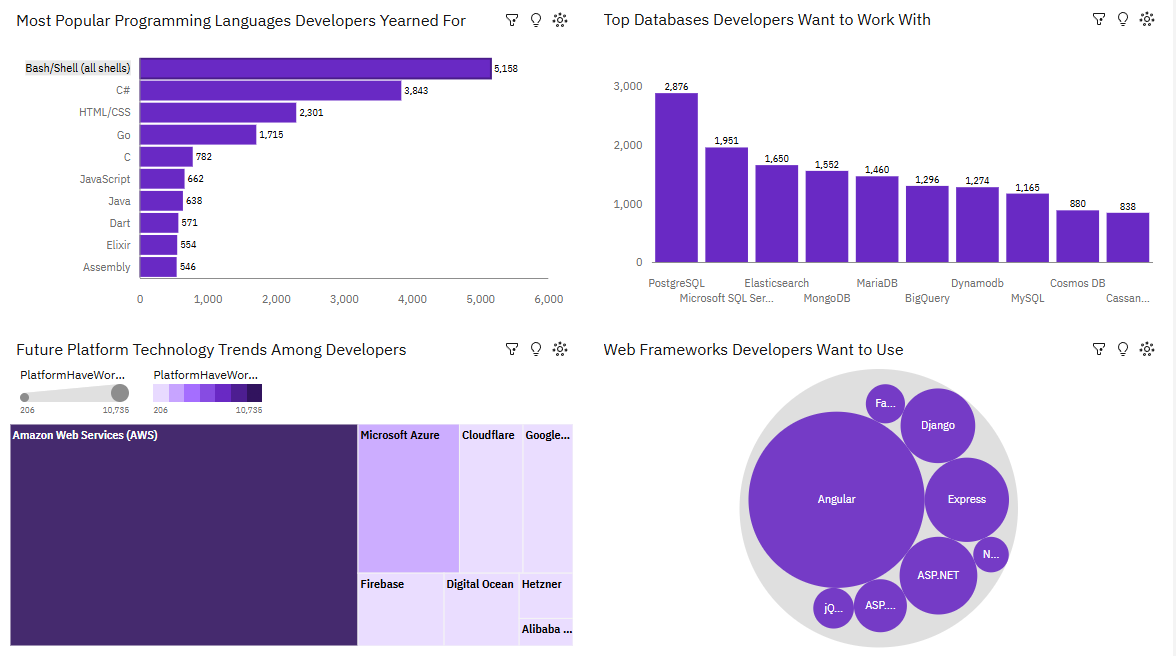 Most Popular Programming Languages Developers Yearned For
Bash/Shell (all shells) 5,158
C# 3,843
HTML/CSS 2,301
Go 1,715
C 782
JavaScript 662
Java 638
Dart 571
Elixir 554
Assembly 546
0 1,000 2,000 3,000 4,000 5,000 6,000
Top Databases Developers Want to Work With
3,000
2,000
1,000
0
2,876 1,951 1,650 1,552 1,460 1,296 1,274 1,165 880 838
PostgreSQL Elasticsearch MariaDB Dynamodb Cosmos DB
Microsoft SQL Ser... MongoDB BigQuery MySQL Cassan...
Future Platform Technology Trends Among Developers
PlatformHaveWor... PlatformHaveWor...
206 10,735 206 10,735
Amazon Web Services (AWS) Microsoft Azure Cloudflare Google...
Firebase Digital Ocean Hetzner
Alibaba ...
Web Frameworks Developers Want to Use
Fa...
Django
Angular
Express
N...
ASP.NET
ASP....
jQ...